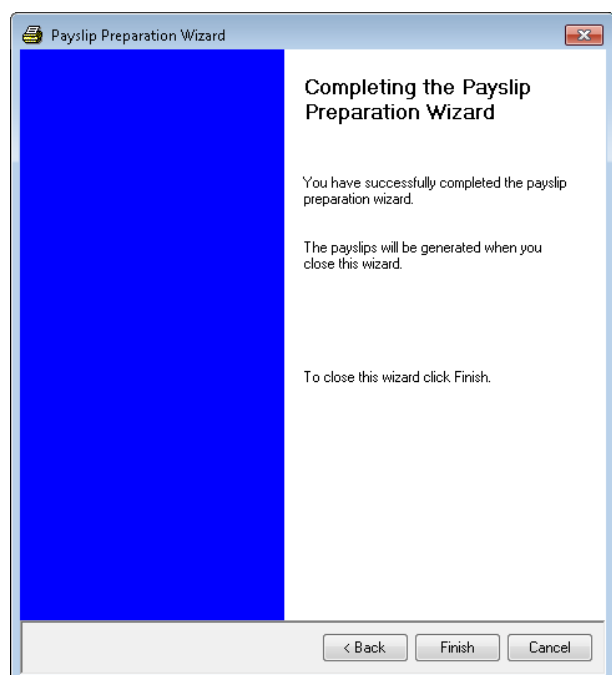 Payslip Preparation Wizard
Completing the Payslip
Preparation Wizard
You have successfully completed the payslip
preparation wizard.
The payslips will be generated when you
close this wizard.
To close this wizard click Finish.
< Back Finish Cancel